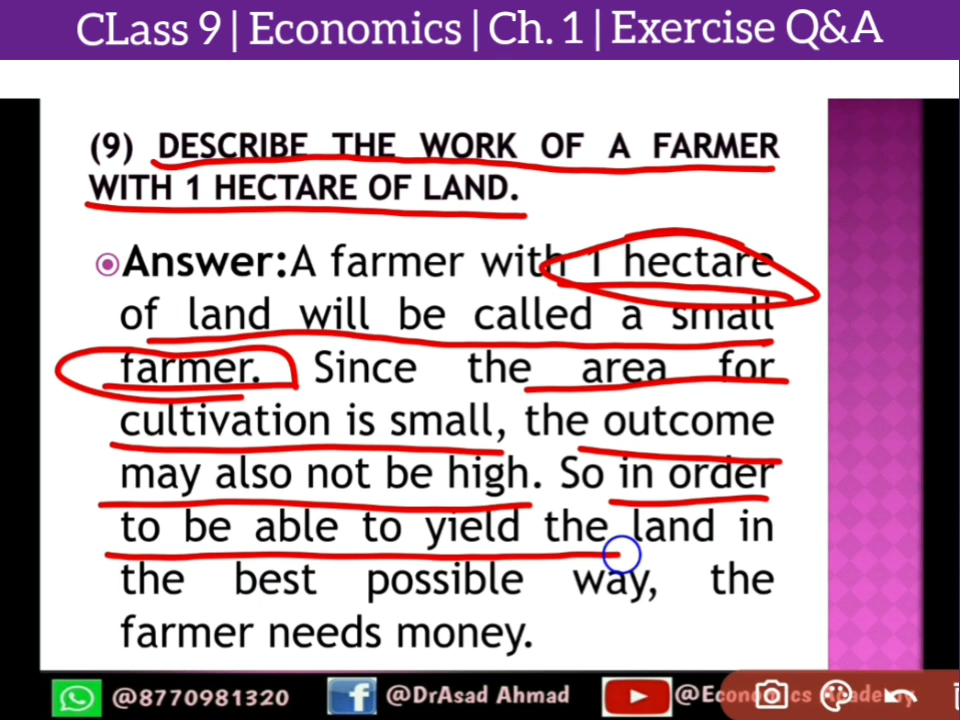 CLass 9 | Economics | Ch. 1 | Exercise Q&A
(9) DESCRIBE THE WORK OF A FARMER
WITH 1 HECTARE OF LAND.
Answer:A farmer with 1 hectare
of land will be called a small
farmer. Since the area for
cultivation is small, the outcome
may also not be high. So in order
to be able to yield the land in
the best possible way, the
farmer needs money.
@8770981320 @DrAsad Ahmad